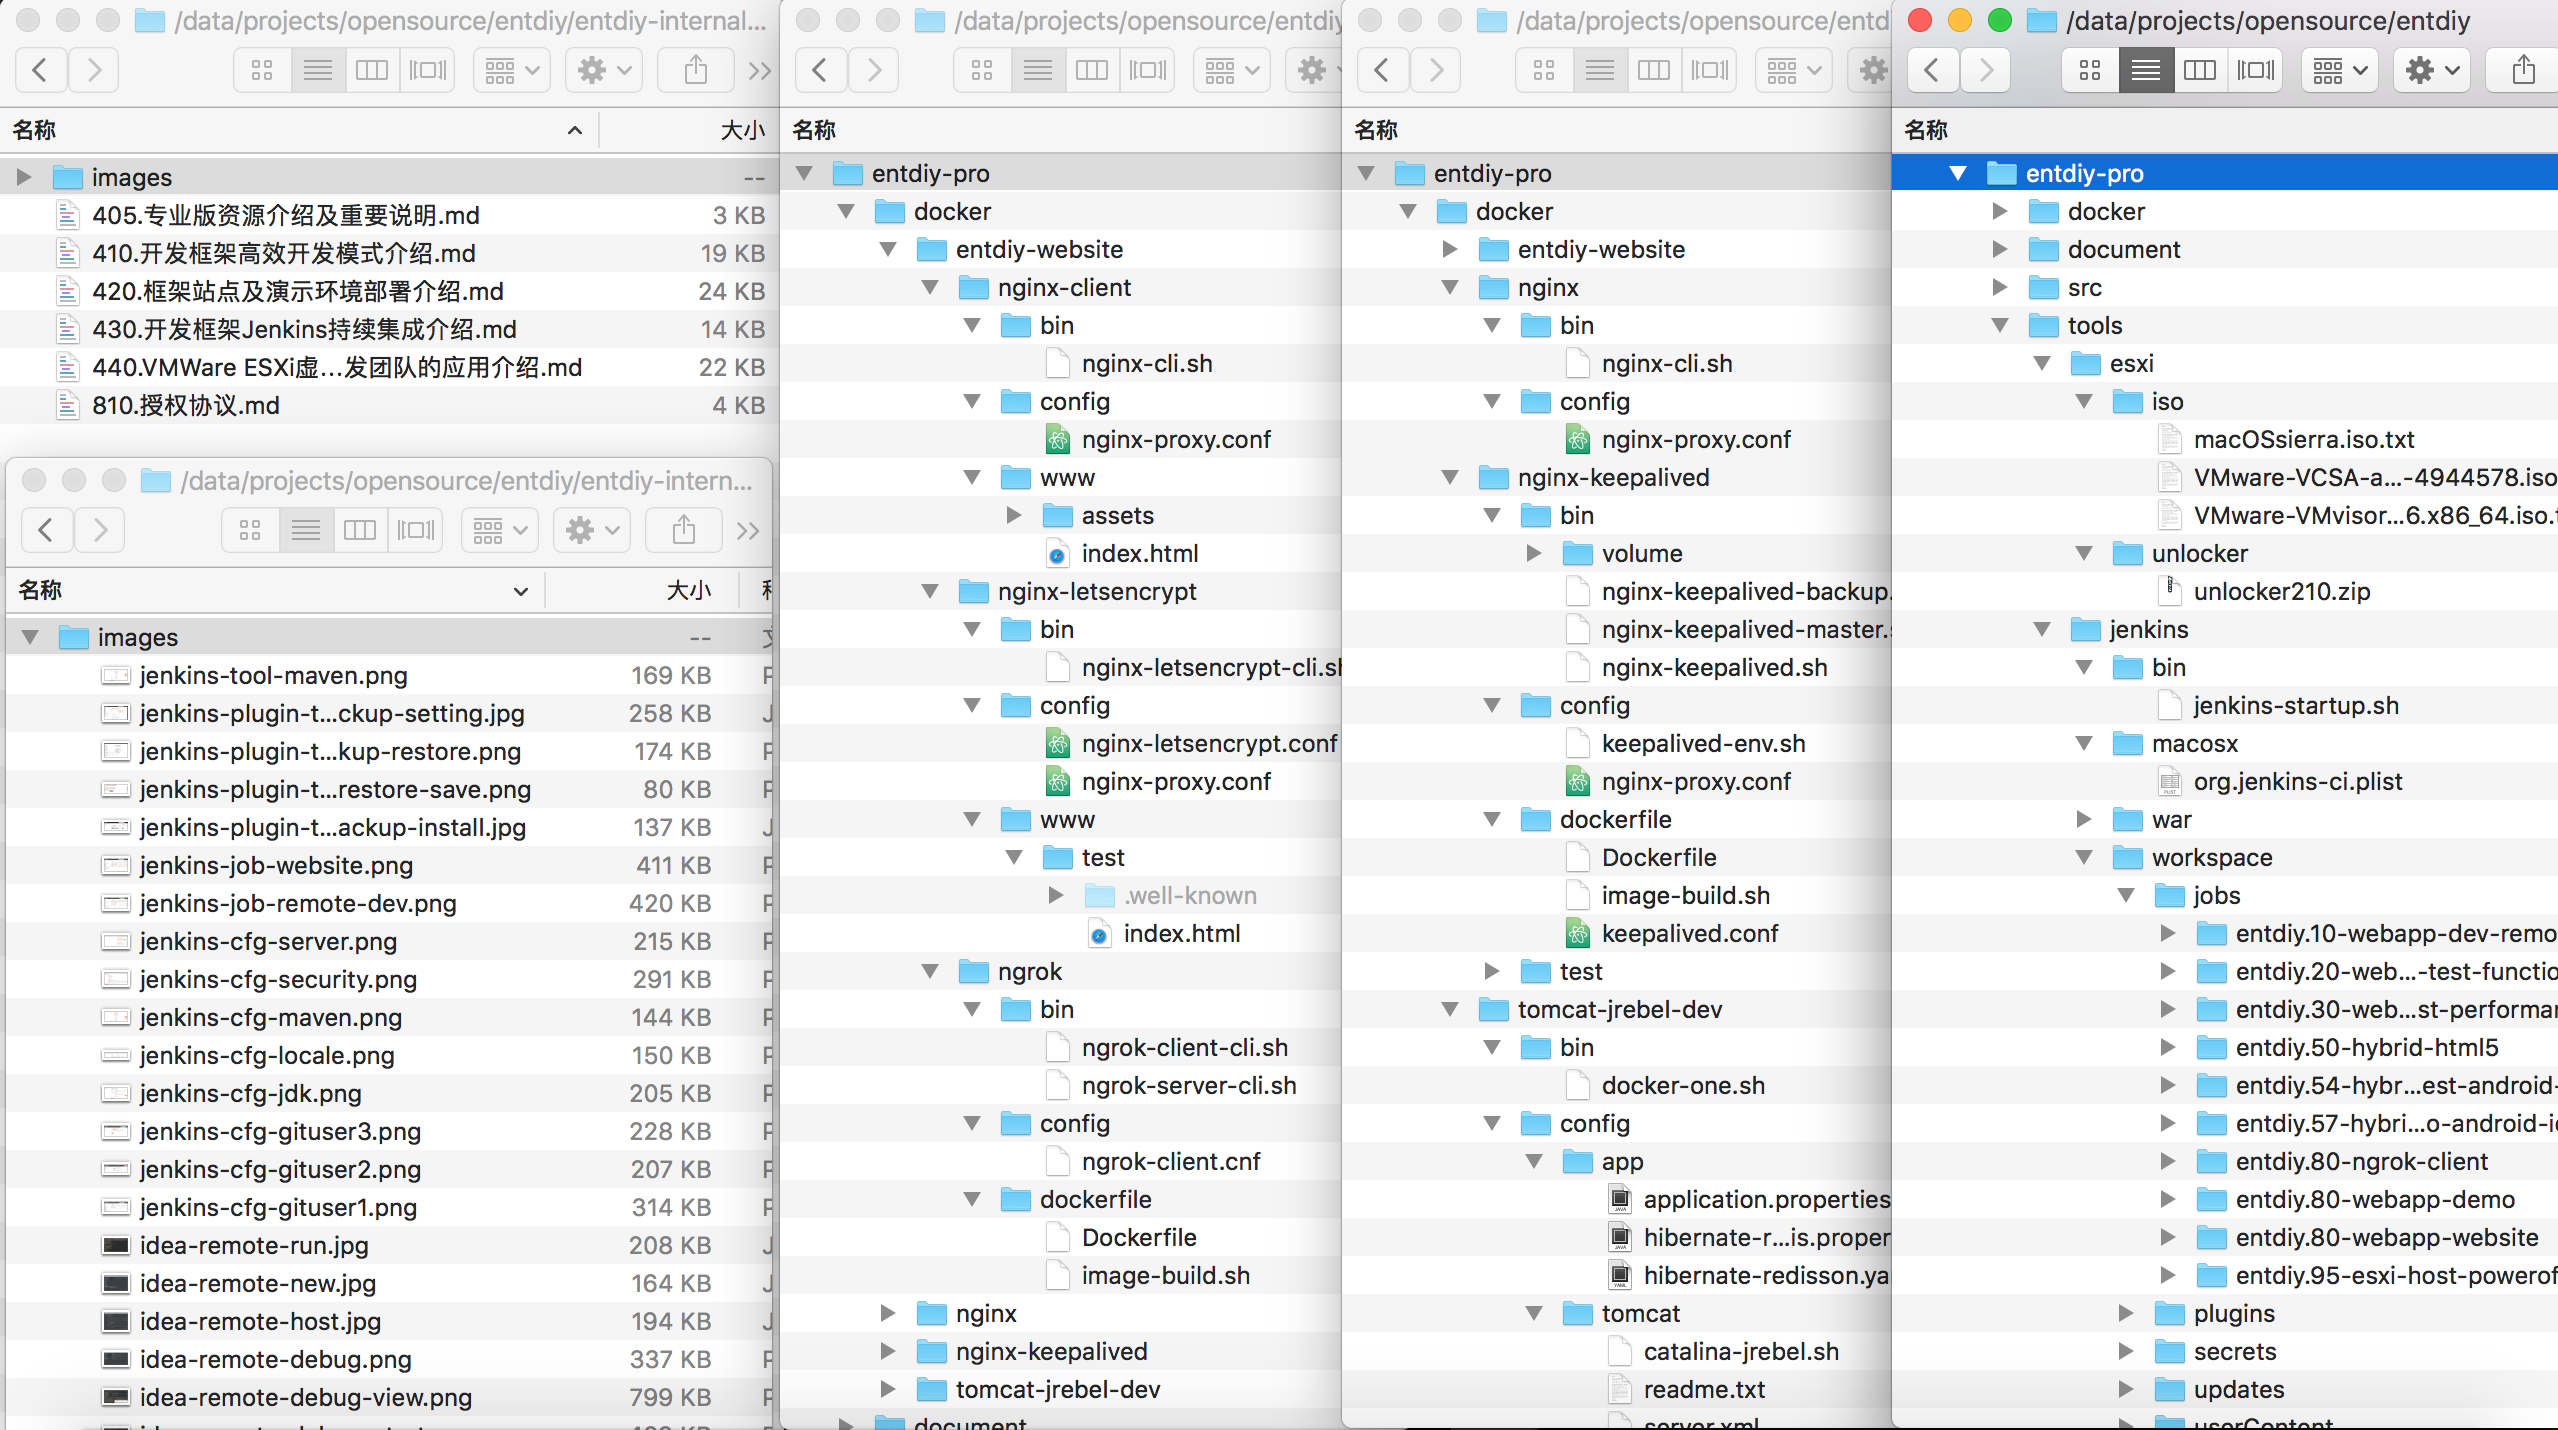 /data/projects/opensource/entdiy/entdiy-internal...
名称 大小
images --
405.专业版资源介绍及重要说明.md 3 KB
410.开发框架高效开发模式介绍.md 19 KB
420.框架站点及演示环境部署介绍.md 24 KB
430.开发框架Jenkins持续集成介绍.md 14 KB
440.VMWare ESXi虚...发团队的应用介绍.md 22 KB
810.授权协议.md 4 KB
/data/projects/opensource/entdiy/entdiy-intern...
名称 大小
images --
jenkins-tool-maven.png 169 KB
jenkins-plugin-t...ckup-setting.jpg 258 KB
jenkins-plugin-t...kup-restore.png 174 KB
jenkins-plugin-t...restore-save.png 80 KB
jenkins-plugin-t...ackup-install.jpg 137 KB
jenkins-job-website.png 411 KB
jenkins-job-remote-dev.png 420 KB
jenkins-cfg-server.png 215 KB
jenkins-cfg-security.png 291 KB
jenkins-cfg-maven.png 144 KB
jenkins-cfg-locale.png 150 KB
jenkins-cfg-jdk.png 205 KB
jenkins-cfg-gituser3.png 228 KB
jenkins-cfg-gituser2.png 207 KB
jenkins-cfg-gituser1.png 314 KB
idea-remote-run.jpg 208 KB
idea-remote-new.jpg 164 KB
idea-remote-host.jpg 194 KB
idea-remote-debug.png 337 KB
idea-remote-debug-view.png 799 KB
/data/projects/opensource/entdiy
名称
entdiy-pro
docker
entdiy-website
nginx-client
bin
nginx-cli.sh
config
nginx-proxy.conf
www
assets
index.html
nginx-letsencrypt
bin
nginx-letsencrypt-cli.sh
config
nginx-letsencrypt.conf
nginx-proxy.conf
www
test
.well-known
index.html
ngrok
bin
ngrok-client-cli.sh
ngrok-server-cli.sh
config
ngrok-client.cnf
dockerfile
Dockerfile
image-build.sh
nginx
nginx-keepalived
tomcat-jrebel-dev
document
/data/projects/opensource/entd
名称
entdiy-pro
docker
entdiy-website
nginx
bin
nginx-cli.sh
config
nginx-proxy.conf
nginx-keepalived
bin
volume
nginx-keepalived-backup.
nginx-keepalived-master.s
nginx-keepalived.sh
config
keepalived-env.sh
nginx-proxy.conf
dockerfile
Dockerfile
image-build.sh
keepalived.conf
test
tomcat-jrebel-dev
bin
docker-one.sh
config
app
application.properties
hibernate-r...is.proper
hibernate-redisson.ya
tomcat
catalina-jrebel.sh
readme.txt
server.xml
/data/projects/opensource/entdiy
名称
entdiy-pro
docker
document
src
tools
esxi
iso
macOSsierra.iso.txt
VMware-VCSA-a...-4944578.iso
VMware-VMvisor...6.x86_64.iso.t
unlocker
unlocker210.zip
jenkins
bin
jenkins-startup.sh
macosx
org.jenkins-ci.plist
war
workspace
jobs
entdiy.10-webapp-dev-remo
entdiy.20-web...-test-functio
entdiy.30-web...st-performan
entdiy.50-hybrid-html5
entdiy.54-hybr...est-android-
entdiy.57-hybri...o-android-i
entdiy.80-ngrok-client
entdiy.80-webapp-demo
entdiy.80-webapp-website
entdiy.95-esxi-host-powerof
plugins
secrets
updates
userContent